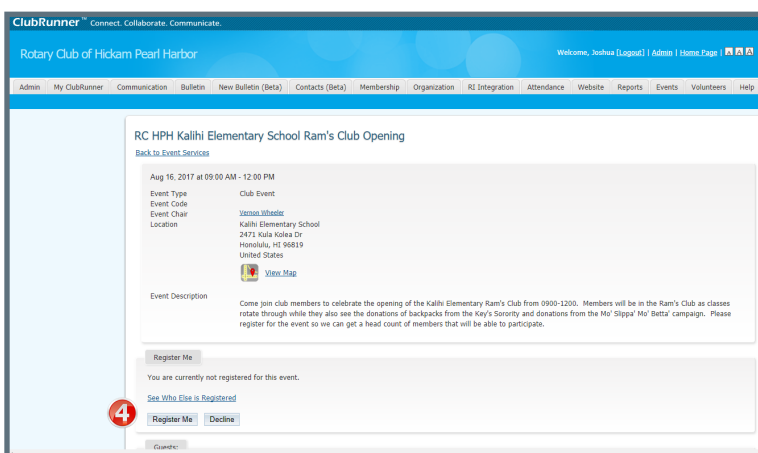 ClubRunner™ Connect. Collaborate. Communicate.
Rotary Club of Hickam Pearl Harbor
Welcome, Joshua [Logout] | Admin | Home Page | A A A
Admin My ClubRunner Communication Bulletin New Bulletin (Beta) Contacts (Beta) Membership Organization RI Integration Attendance Website Reports Events Volunteers Help
RC HPH Kalihi Elementary School Ram's Club Opening
Back to Event Services
Aug 16, 2017 at 09:00 AM - 12:00 PM
Event Type Club Event
Event Code
Event Chair Vernon Wheeler
Location Kalihi Elementary School
2471 Kula Kolea Dr
Honolulu, HI 96819
United States
View Map
Event Description
Come join club members to celebrate the opening of the Kalihi Elementary Ram's Club from 0900-1200. Members will be in the Ram's Club as classes
rotate through while they also see the donations of backpacks from the Key's Sorority and donations from the Mo' Slippa' Mo' Betta' campaign. Please
register for the event so we can get a head count of members that will be able to participate.
Register Me
You are currently not registered for this event.
See Who Else is Registered
4 Register Me Decline
Guests: